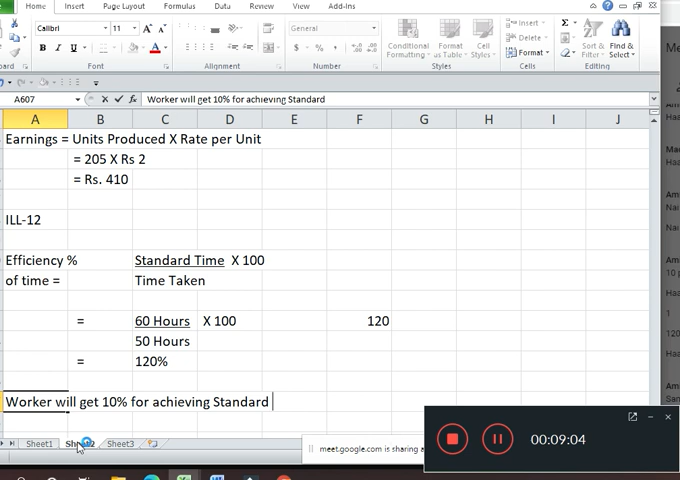 Home Insert Page Layout Formulas Data Review View Add-Ins
Calibri 11 A A
B I U A
Alignment
General
$ % ,
Number
Conditional Formatting
Format as Table
Cell Styles
Styles
Insert
Delete
Format
Cells
Sort & Filter
Find & Select
Editing
A607 fx Worker will get 10% for achieving Standard
A B C D E F G H I J
Earnings = Units Produced X Rate per Unit
= 205 X Rs 2
= Rs. 410
ILL-12
Efficiency % Standard Time X 100
of time = Time Taken
= 60 Hours X 100 120
50 Hours
= 120%
Worker will get 10% for achieving Standard
Sheet1 Sheet2 Sheet3
meet.google.com is sharing a
00:09:04